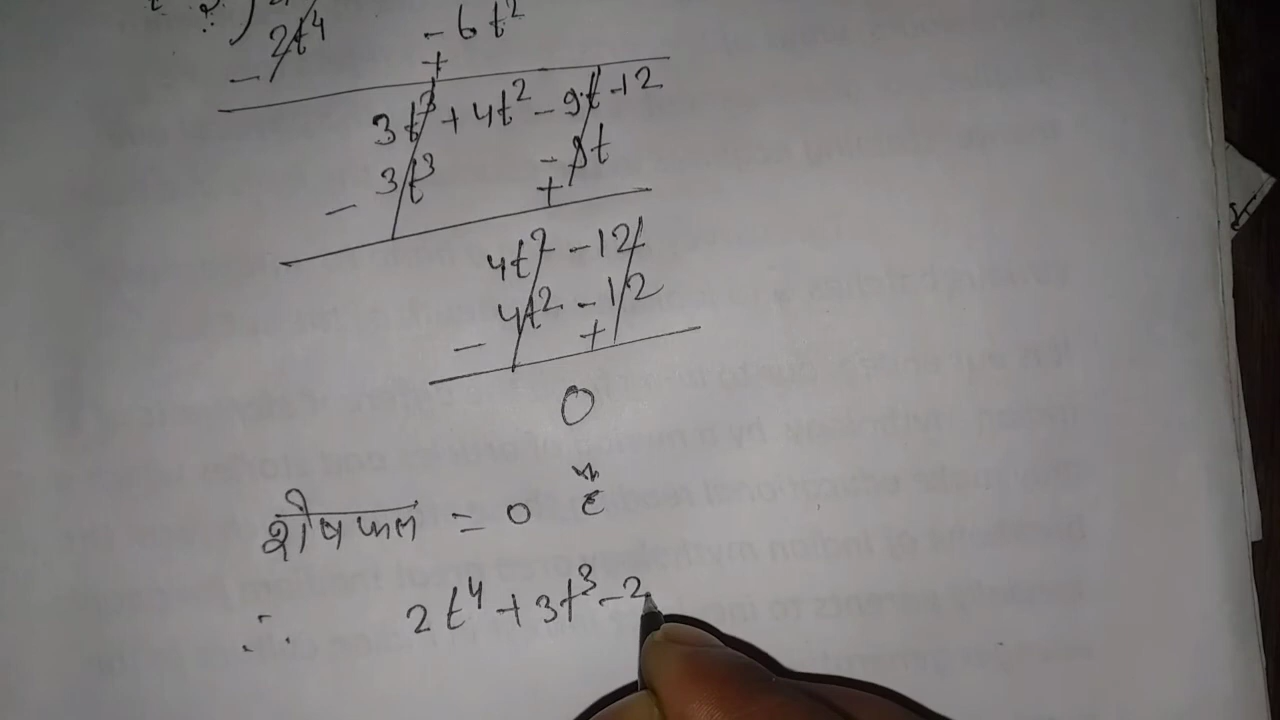 2t⁴ - 6t²
- +
3t³ + 4t² - 9t - 12
3t³ - 9t
- +
4t² - 12
4t² - 12
- +
0
शेषफल = 0 है
∴ 2t⁴ + 3t³ - 2